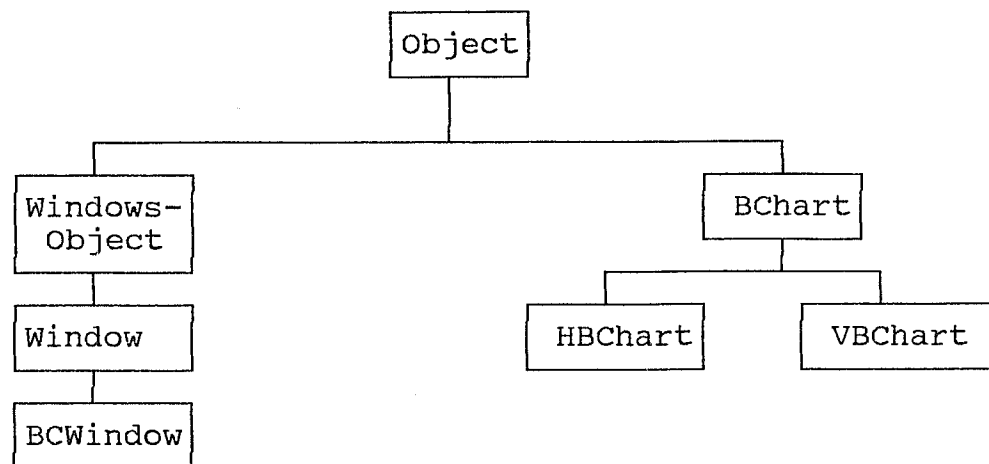 Object
Windows-
Object
BChart
Window
HBChart
VBChart
BCWindow